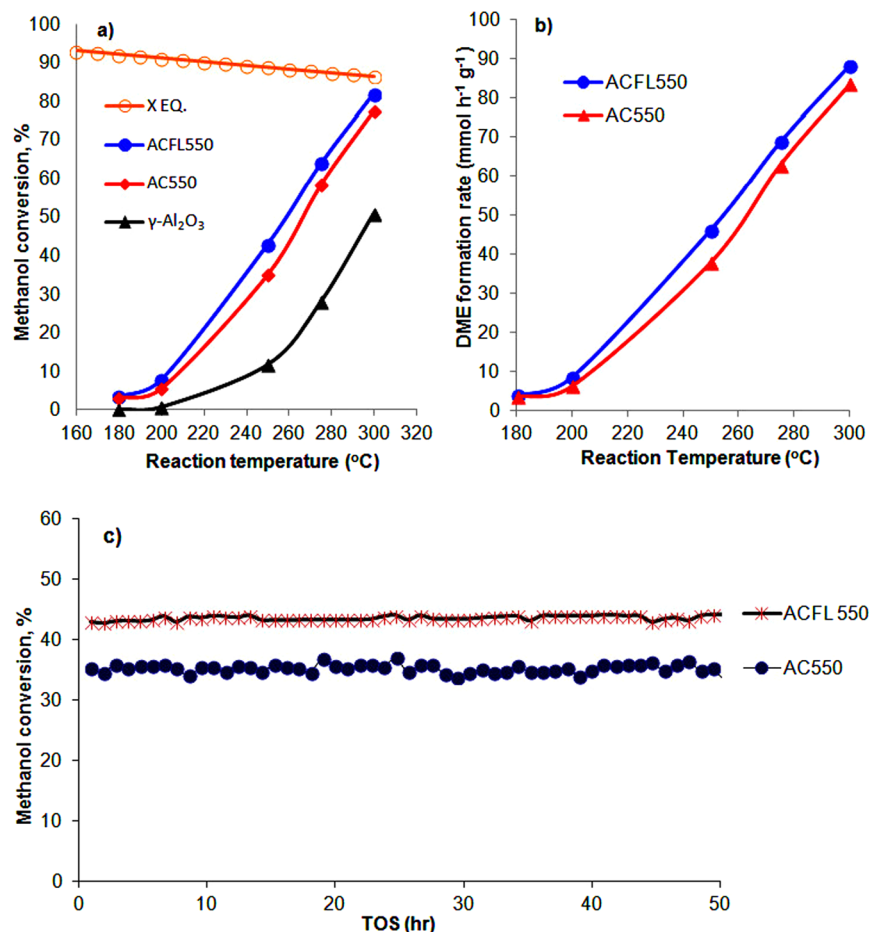 a)
Methanol conversion, %
100
90
80
70
60
50
40
30
20
10
0
X EQ.
ACFL550
AC550
γ-Al₂O₃
160 180 200 220 240 260 280 300 320
Reaction temperature (°C)
b)
DME formation rate (mmol h⁻¹ g⁻¹)
100
90
80
70
60
50
40
30
20
10
0
ACFL550
AC550
180 200 220 240 260 280 300
Reaction Temperature (°C)
c)
Methanol conversion, %
60
50
40
30
20
10
0
ACFL 550
AC550
0 10 20 30 40 50
TOS (hr)